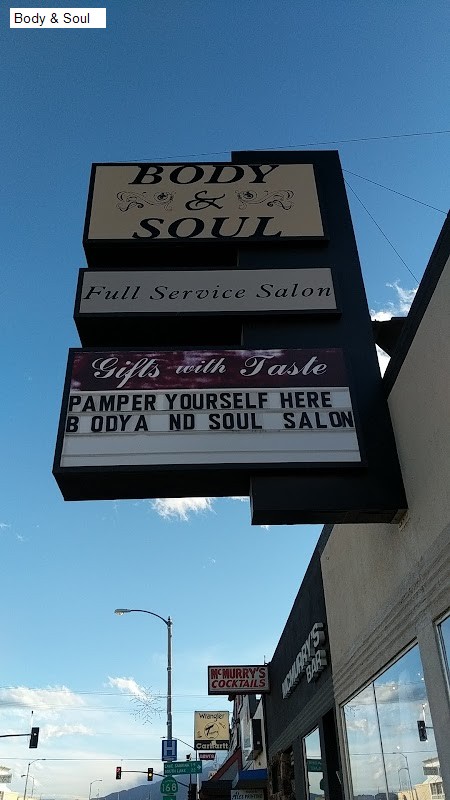 Body & Soul
BODY
&
SOUL
Full Service Salon
Gifts with Taste
PAMPER YOURSELF HERE
B ODYA ND SOUL SALON
McMURRY'S
COCKTAILS
McMURRY'S
BAR
Wrangler
Carhartt
H
168